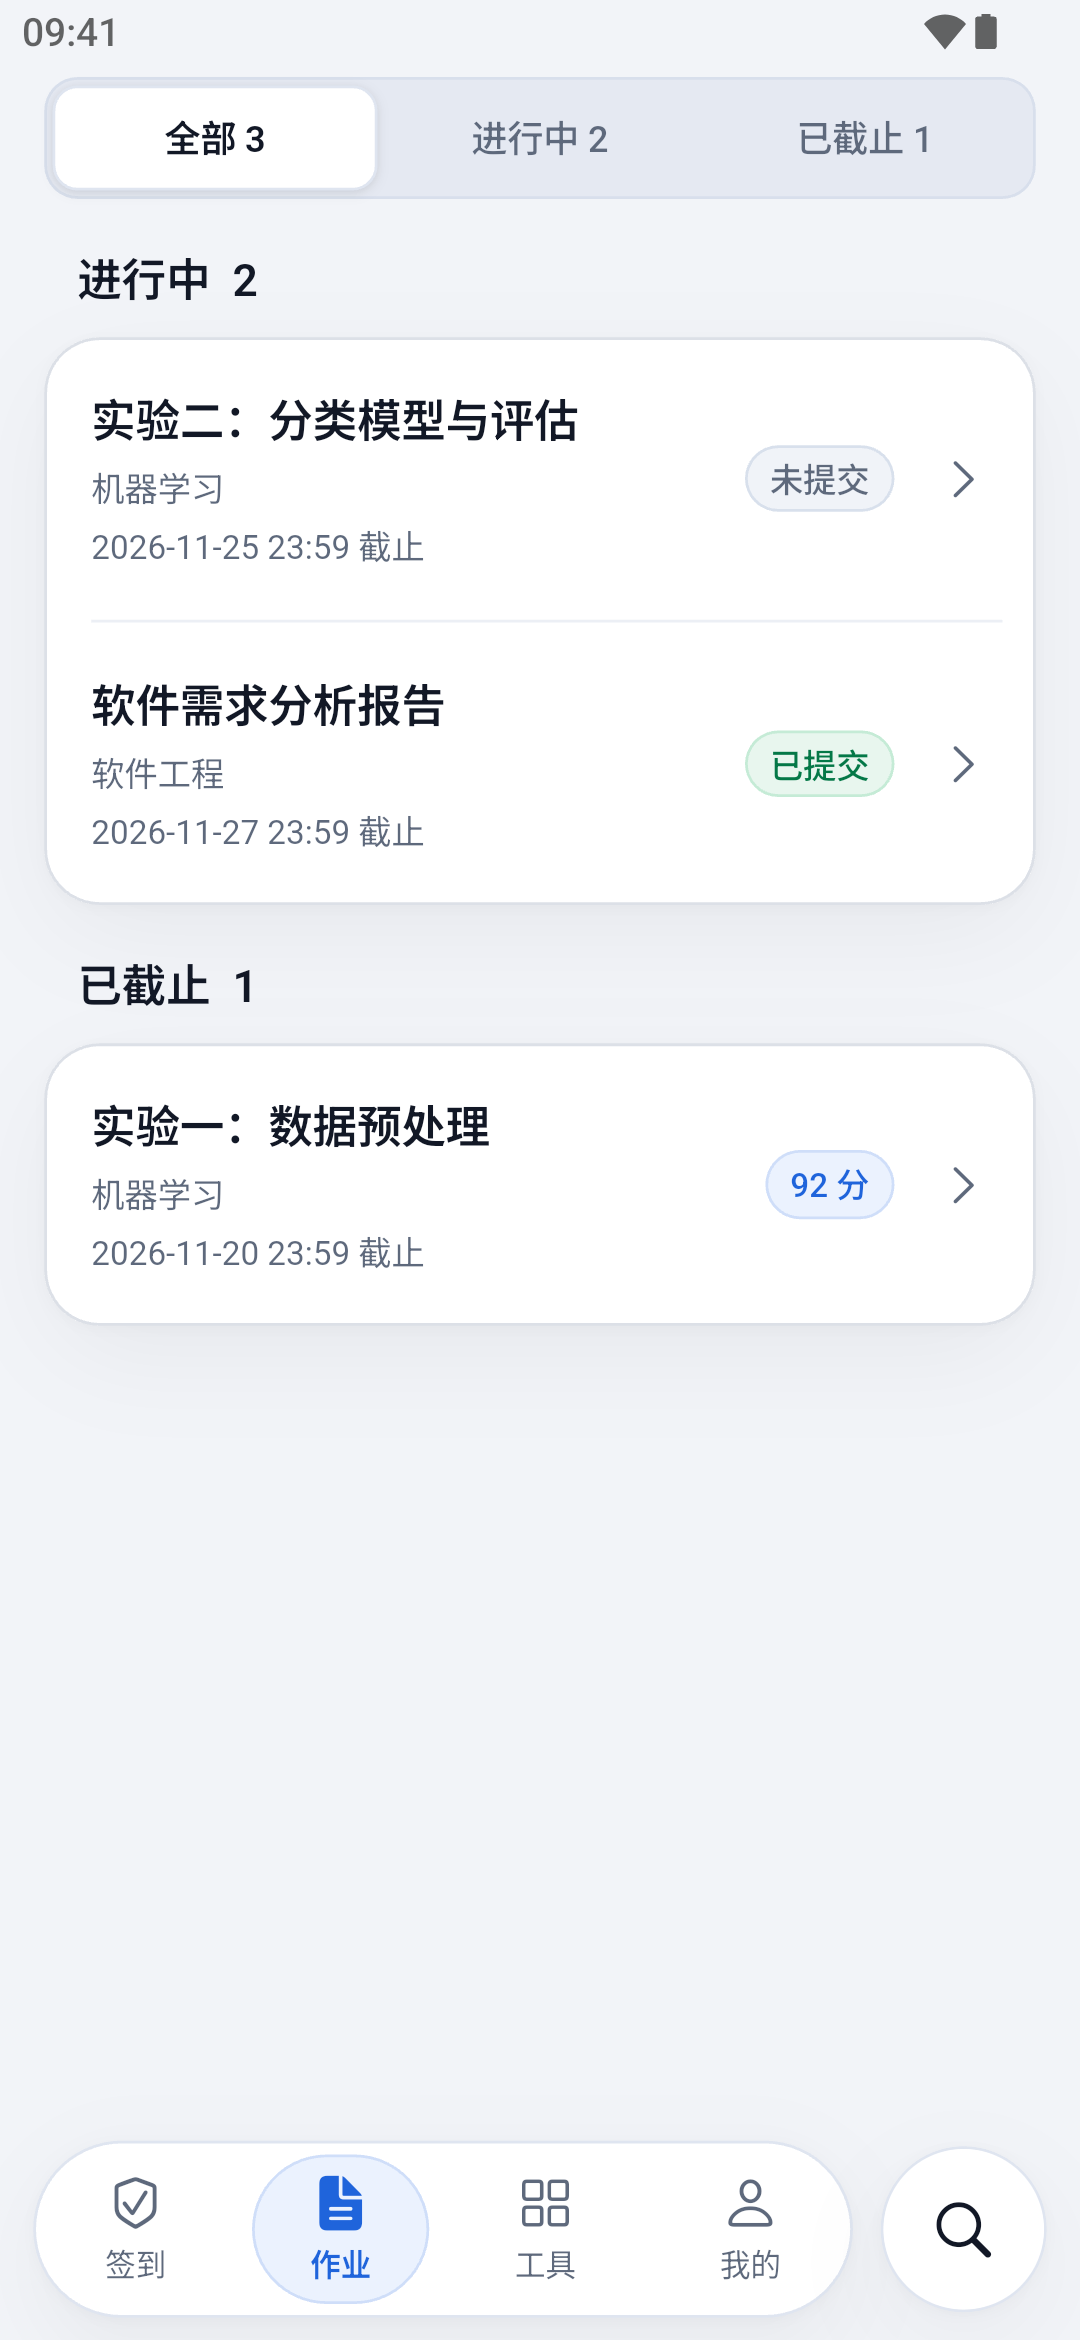 09:41
全部 3
进行中 2
已截止 1
进行中 2
实验二：分类模型与评估
机器学习
2026-11-25 23:59 截止
未提交
软件需求分析报告
软件工程
2026-11-27 23:59 截止
已提交
已截止 1
实验一：数据预处理
机器学习
2026-11-20 23:59 截止
92 分
签到
作业
工具
我的